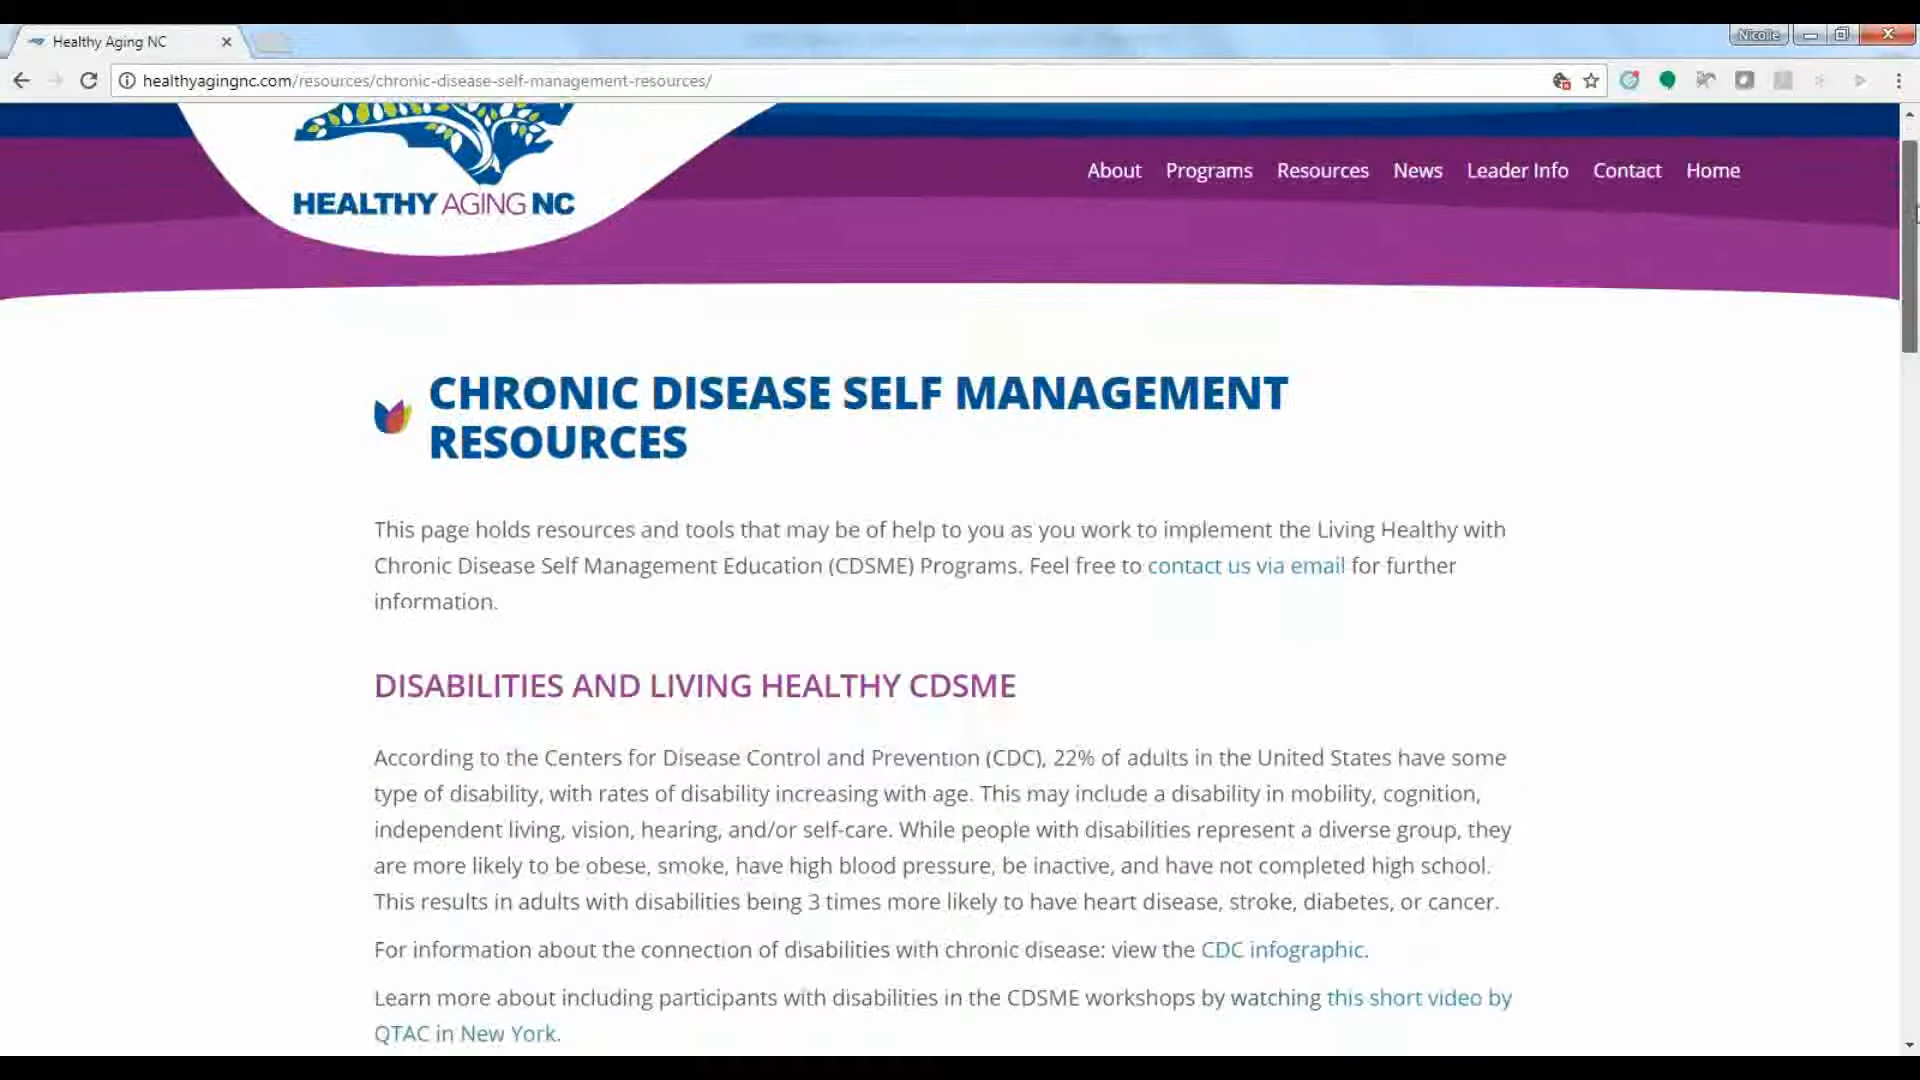 Healthy Aging NC
Nicolle
healthyagingnc.com/resources/chronic-disease-self-management-resources/
HEALTHY AGING NC
About Programs Resources News Leader Info Contact Home
CHRONIC DISEASE SELF MANAGEMENT
RESOURCES
This page holds resources and tools that may be of help to you as you work to implement the Living Healthy with
Chronic Disease Self Management Education (CDSME) Programs. Feel free to contact us via email for further
information.
DISABILITIES AND LIVING HEALTHY CDSME
According to the Centers for Disease Control and Prevention (CDC), 22% of adults in the United States have some
type of disability, with rates of disability increasing with age. This may include a disability in mobility, cognition,
independent living, vision, hearing, and/or self-care. While people with disabilities represent a diverse group, they
are more likely to be obese, smoke, have high blood pressure, be inactive, and have not completed high school.
This results in adults with disabilities being 3 times more likely to have heart disease, stroke, diabetes, or cancer.
For information about the connection of disabilities with chronic disease: view the CDC infographic.
Learn more about including participants with disabilities in the CDSME workshops by watching this short video by
QTAC in New York.